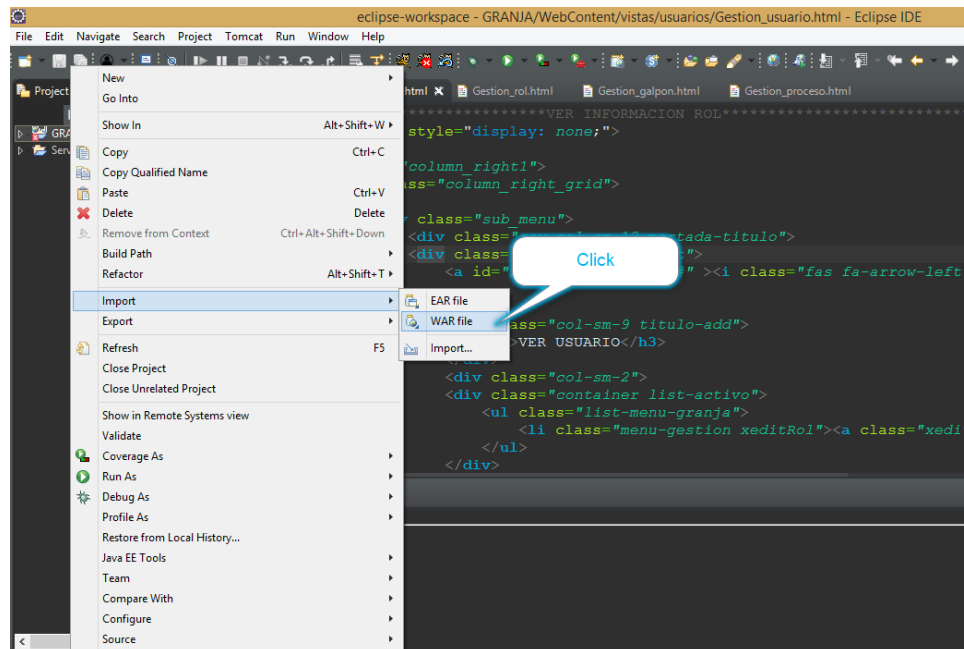 eclipse-workspace - GRANJA/WebContent/vistas/usuarios/Gestion_usuario.html - Eclipse IDE
File Edit Navigate Search Project Tomcat Run Window Help
Project
html Gestion_rol.html Gestion_galpon.html Gestion_proceso.html
GRA
Serv
New
Go Into
Show In Alt+Shift+W
Copy Ctrl+C
Copy Qualified Name
Paste Ctrl+V
Delete Delete
Remove from Context Ctrl+Alt+Shift+Down
Build Path
Refactor Alt+Shift+T
Import
Export
Refresh F5
Close Project
Close Unrelated Project
Show in Remote Systems view
Validate
Coverage As
Run As
Debug As
Profile As
Restore from Local History...
Java EE Tools
Team
Compare With
Configure
Source
EAR file
WAR file
Import...
Click
***************VER INFORMACION ROL**************************
style="display: none;">
"column_right1">
ss="column_right_grid">
class="sub_menu">
<div class=" tada-titulo">
<div class= ">
<a id=" " ><i class="fas fa-arrow-left
ass="col-sm-9 titulo-add">
>VER USUARIO</h3>
</div>
<div class="col-sm-2">
<div class="container list-activo">
<ul class="list-menu-granja">
<li class="menu-gestion xeditRol"><a class="xedi
</ul>
</div>